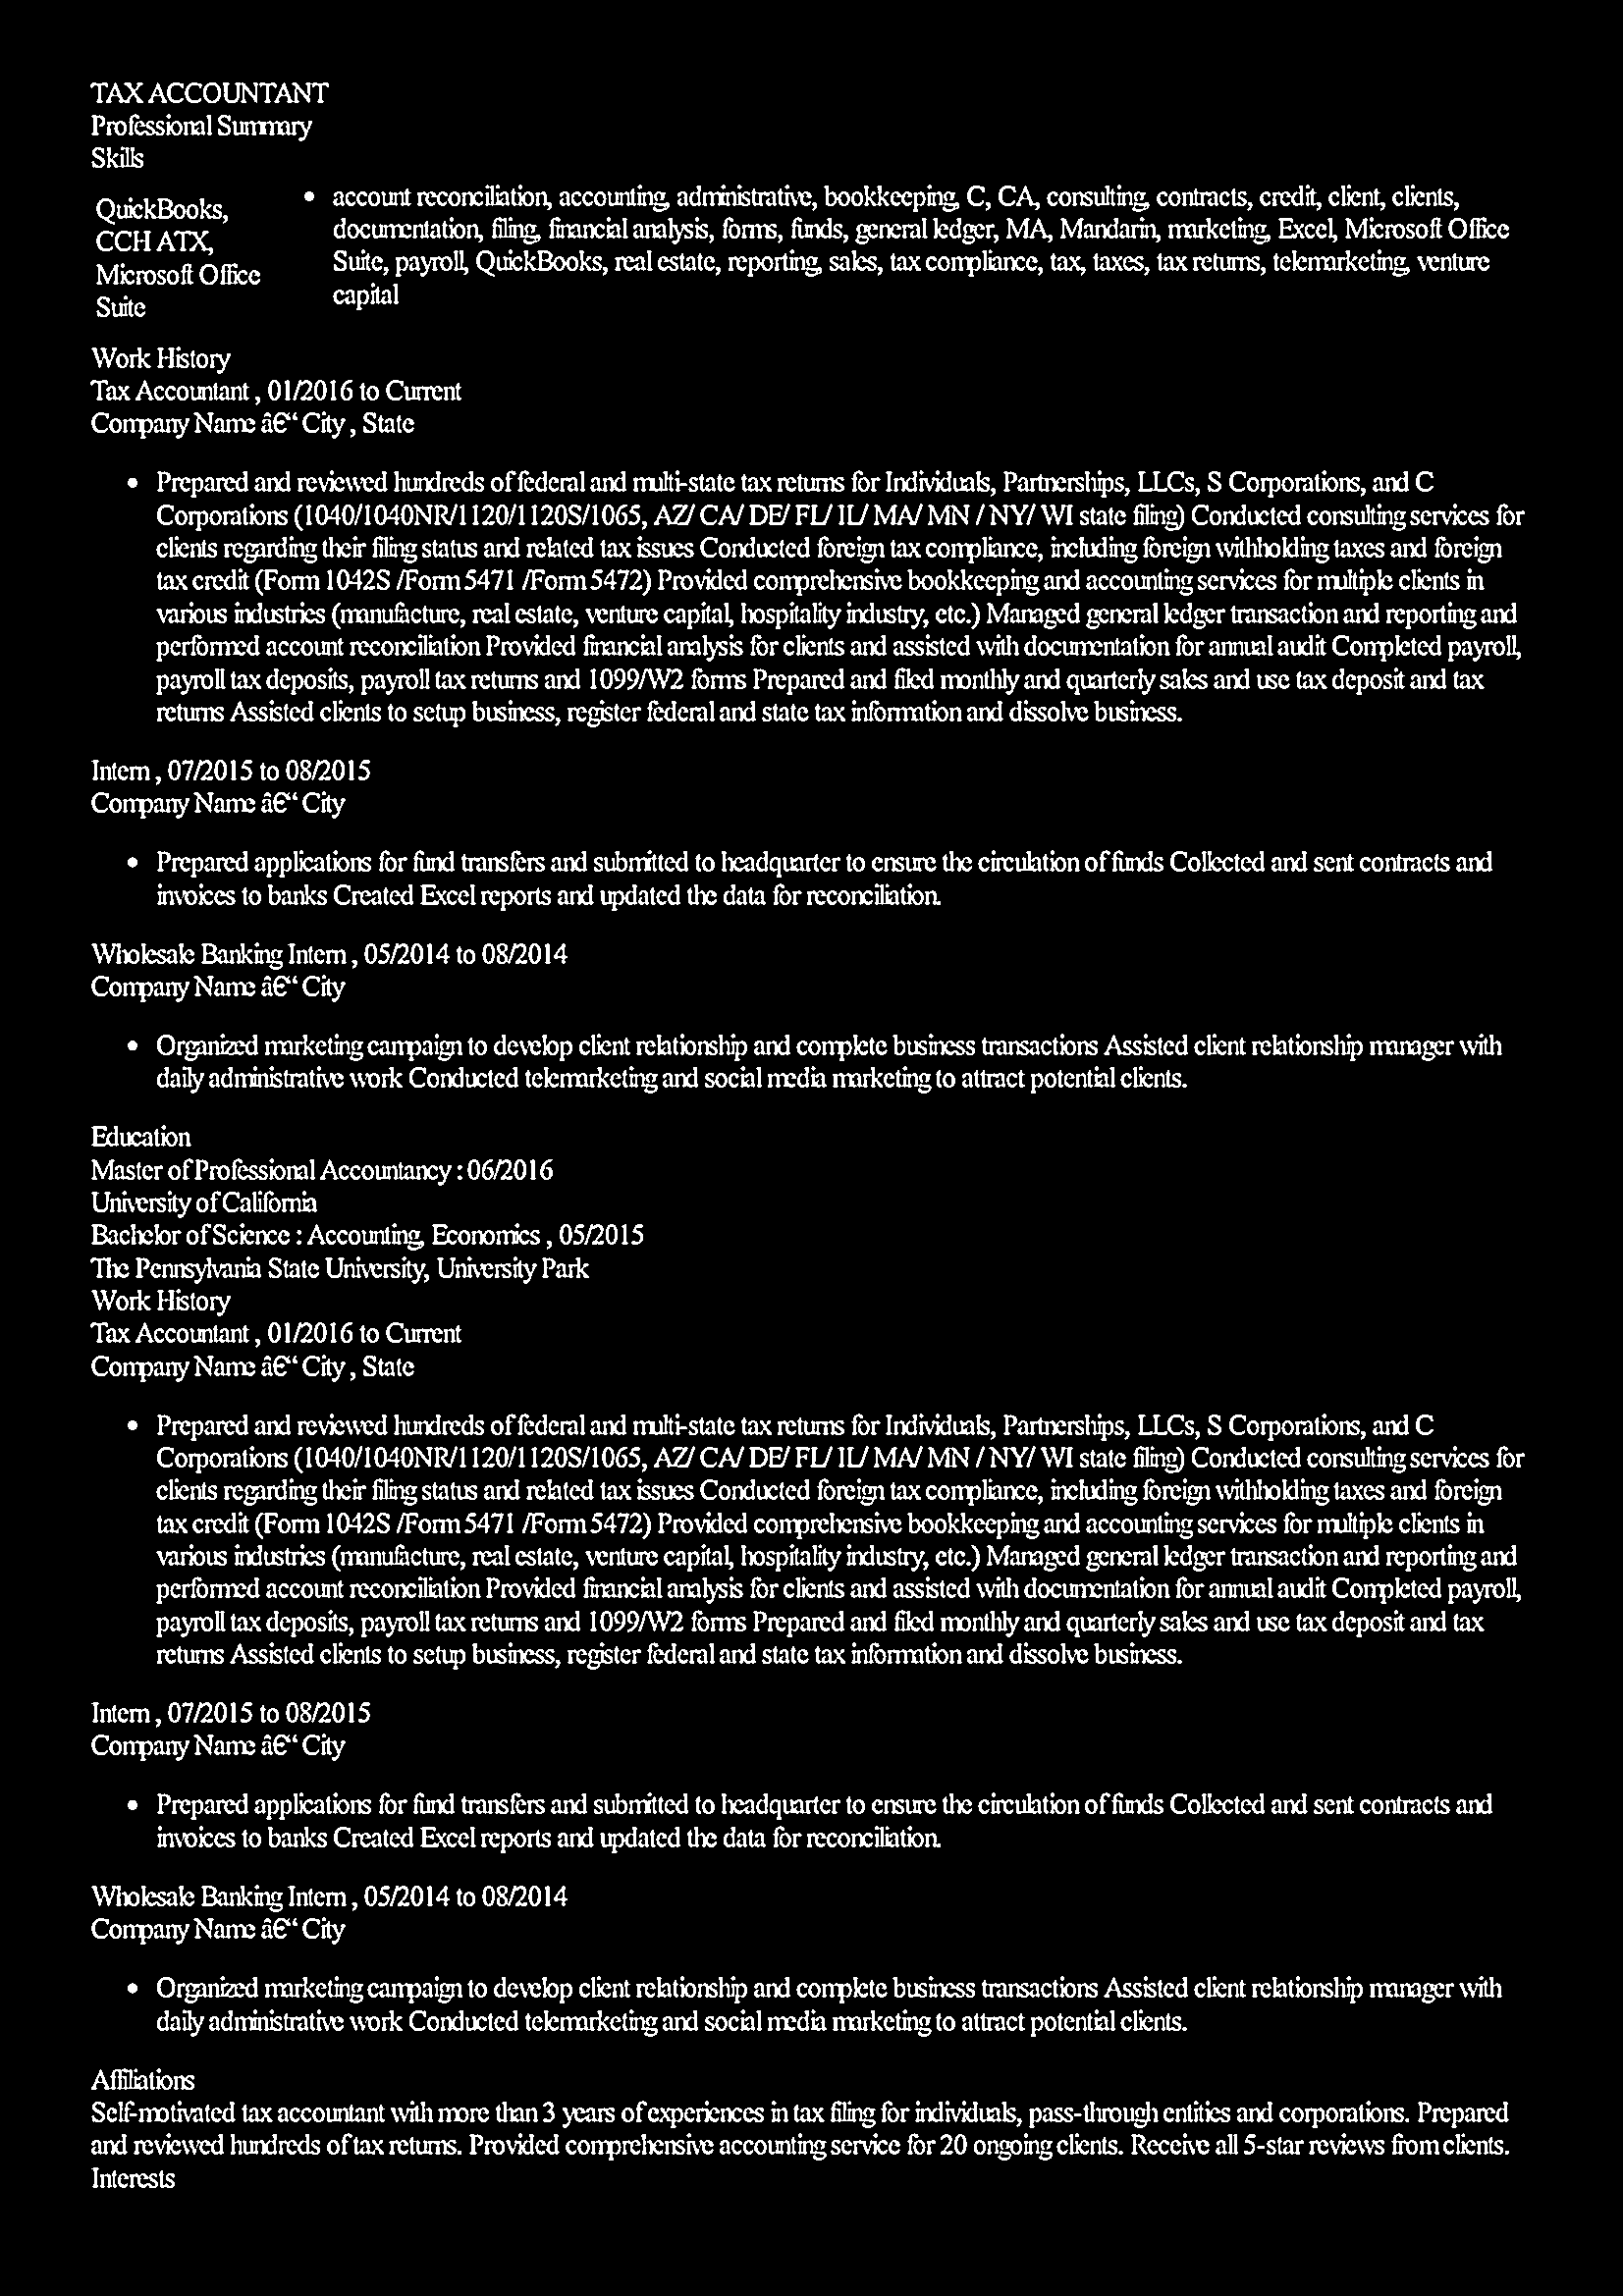 TAX ACCOUNTANT
Professional Summary
Skills
QuickBooks,
CCH ATX,
Microsoft Office
Suite
• account reconciliation, accounting, administrative, bookkeeping, C, CA, consulting, contracts, credit, client, clients,
documentation, filing, financial analysis, forms, funds, general ledger, MA, Mandarin, marketing, Excel, Microsoft Office
Suite, payroll, QuickBooks, real estate, reporting, sales, tax compliance, tax, taxes, tax returns, telemarketing, venture
capital
Work History
Tax Accountant , 01/2016 to Current
Company Name â€“ City , State
• Prepared and reviewed hundreds of federal and multi-state tax returns for Individuals, Partnerships, LLCs, S Corporations, and C
Corporations (1040/1040NR/1120/1120S/1065, AZ/ CA/ DE/ FL/ IL/ MA/ MN / NY/ WI state filing) Conducted consulting services for
clients regarding their filing status and related tax issues Conducted foreign tax compliance, including foreign withholding taxes and foreign
tax credit (Form 1042S /Form 5471 /Form 5472) Provided comprehensive bookkeeping and accounting services for multiple clients in
various industries (manufacture, real estate, venture capital, hospitality industry, etc.) Managed general ledger transaction and reporting and
performed account reconciliation Provided financial analysis for clients and assisted with documentation for annual audit Completed payroll,
payroll tax deposits, payroll tax returns and 1099/W2 forms Prepared and filed monthly and quarterly sales and use tax deposit and tax
returns Assisted clients to setup business, register federal and state tax information and dissolve business.
Intern , 07/2015 to 08/2015
Company Name â€“ City
• Prepared applications for fund transfers and submitted to headquarter to ensure the circulation of funds Collected and sent contracts and
invoices to banks Created Excel reports and updated the data for reconciliation.
Wholesale Banking Intern , 05/2014 to 08/2014
Company Name â€“ City
• Organized marketing campaign to develop client relationship and complete business transactions Assisted client relationship manager with
daily administrative work Conducted telemarketing and social media marketing to attract potential clients.
Education
Master of Professional Accountancy : 06/2016
University of California
Bachelor of Science : Accounting, Economics , 05/2015
The Pennsylvania State University, University Park
Work History
Tax Accountant , 01/2016 to Current
Company Name â€“ City , State
• Prepared and reviewed hundreds of federal and multi-state tax returns for Individuals, Partnerships, LLCs, S Corporations, and C
Corporations (1040/1040NR/1120/1120S/1065, AZ/ CA/ DE/ FL/ IL/ MA/ MN / NY/ WI state filing) Conducted consulting services for
clients regarding their filing status and related tax issues Conducted foreign tax compliance, including foreign withholding taxes and foreign
tax credit (Form 1042S /Form 5471 /Form 5472) Provided comprehensive bookkeeping and accounting services for multiple clients in
various industries (manufacture, real estate, venture capital, hospitality industry, etc.) Managed general ledger transaction and reporting and
performed account reconciliation Provided financial analysis for clients and assisted with documentation for annual audit Completed payroll,
payroll tax deposits, payroll tax returns and 1099/W2 forms Prepared and filed monthly and quarterly sales and use tax deposit and tax
returns Assisted clients to setup business, register federal and state tax information and dissolve business.
Intern , 07/2015 to 08/2015
Company Name â€“ City
• Prepared applications for fund transfers and submitted to headquarter to ensure the circulation of funds Collected and sent contracts and
invoices to banks Created Excel reports and updated the data for reconciliation.
Wholesale Banking Intern , 05/2014 to 08/2014
Company Name â€“ City
• Organized marketing campaign to develop client relationship and complete business transactions Assisted client relationship manager with
daily administrative work Conducted telemarketing and social media marketing to attract potential clients.
Affiliations
Self-motivated tax accountant with more than 3 years of experiences in tax filing for individuals, pass-through entities and corporations. Prepared
and reviewed hundreds of tax returns. Provided comprehensive accounting service for 20 ongoing clients. Receive all 5-star reviews from clients.
Interests